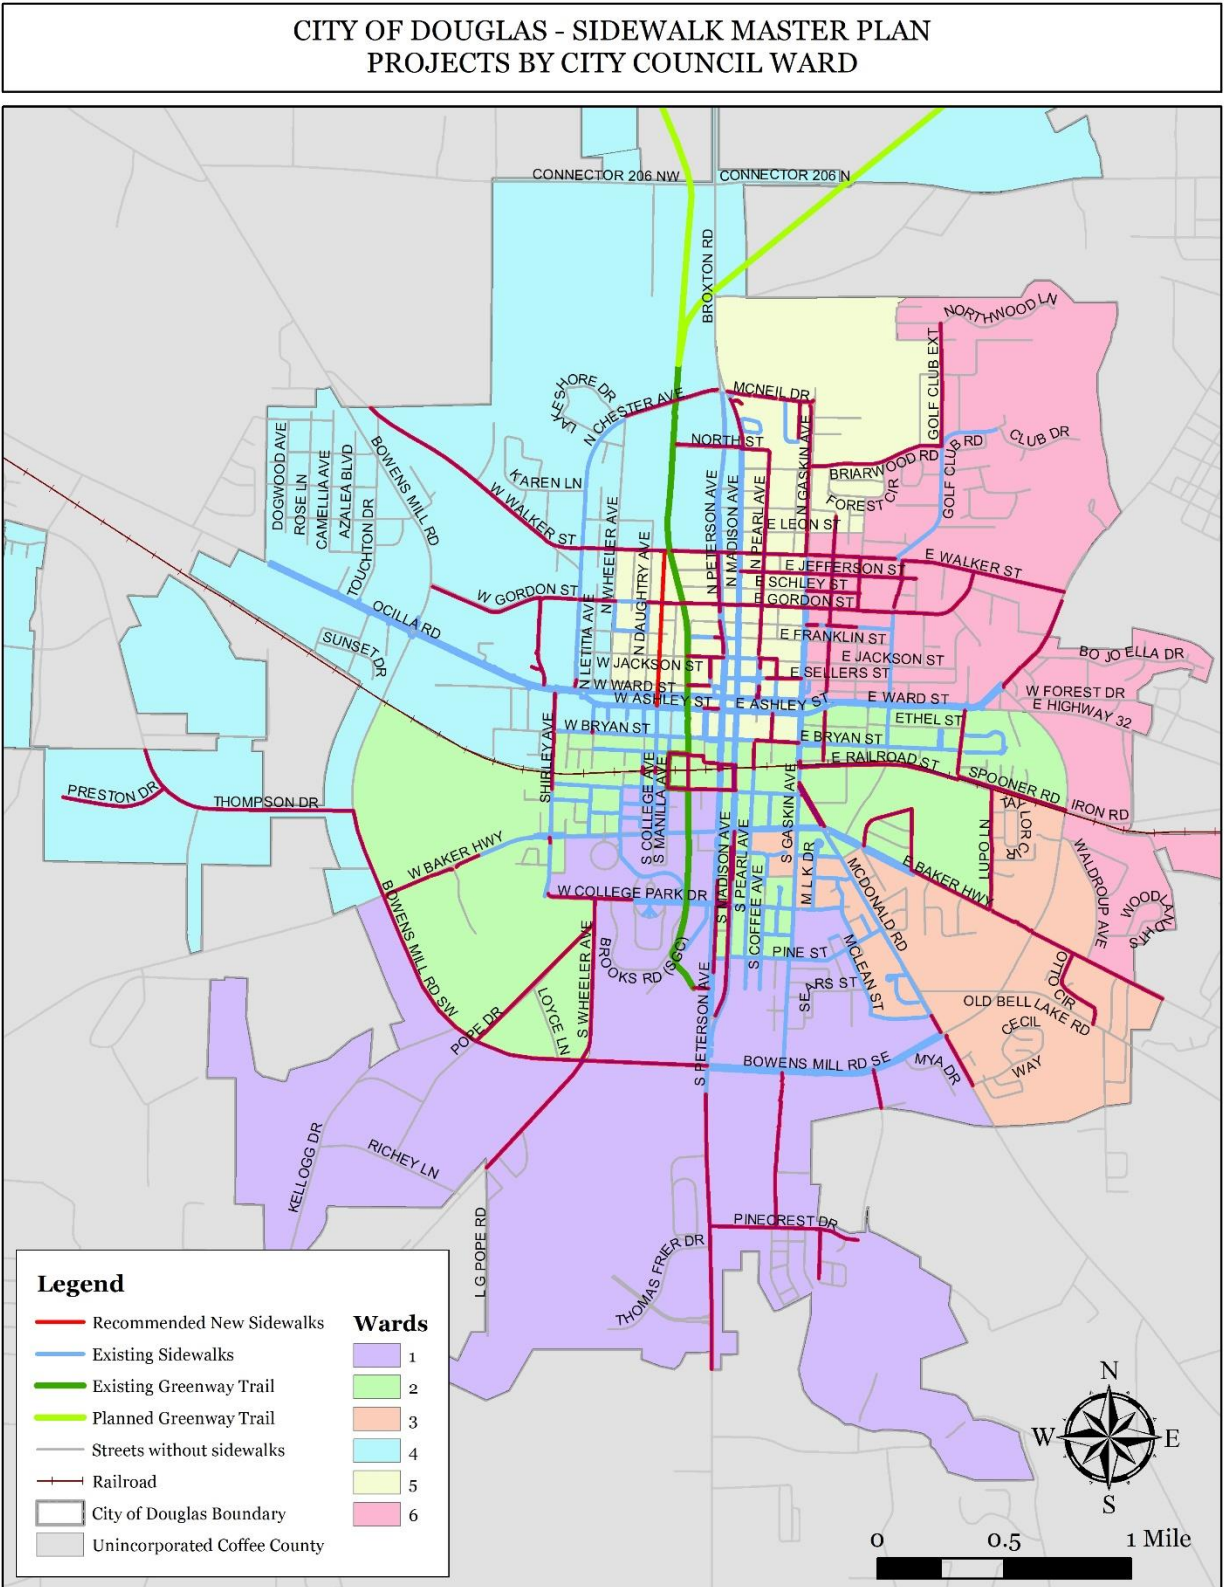 CITY OF DOUGLAS - SIDEWALK MASTER PLAN
PROJECTS BY CITY COUNCIL WARD
CONNECTOR 206 NW
CONNECTOR 206 N
BROXTON RD
NORTHWOOD LN
GOLF CLUB EXT
LAKESHORE DR
N CHESTER AVE
MCNEIL DR
NORTH ST
N GASKIN AVE
BRIARWOOD RD
GOLF CLUB RD
CLUB DR
FOREST CIR
DOGWOOD AVE
ROSE LN
CAMELLIA AVE
AZALEA BLVD
TOUCHTON DR
BOWENS MILL RD
KAREN LN
W WALKER ST
N WHEELER AVE
N DAUGHTRY AVE
N PETERSON AVE
N MADISON AVE
N PEARL AVE
E LEON ST
E WALKER ST
E JEFFERSON ST
E SCHLEY ST
E GORDON ST
W GORDON ST
OCILLA RD
SUNSET DR
N LETITIA AVE
E FRANKLIN ST
E JACKSON ST
W JACKSON ST
E SELLERS ST
BO JO ELLA DR
W WARD ST
W ASHLEY ST
E ASHLEY ST
E WARD ST
W FOREST DR
E HIGHWAY 32
ETHEL ST
W BRYAN ST
E BRYAN ST
E RAILROAD ST
SHIRLEY AVE
S COLLEGE AVE
S MANILLA AVE
S GASKIN AVE
SPOONER RD
IRON RD
PRESTON DR
THOMPSON DR
TAYLOR CIR
LUPO LN
W BAKER HWY
E BAKER HWY
S MADISON AVE
S PEARL AVE
S COFFEE AVE
M L K DR
MCDONALD RD
WALDROUP AVE
WOODLAND HTS
W COLLEGE PARK DR
BOWENS MILL RD SW
S WHEELER AVE
BROOKS RD (SGC)
PINE ST
MCLEAN ST
SEARS ST
OTTO CIR
OLD BELL LAKE RD
CECIL WAY
LOYCE LN
POPE DR
S PETERSON AVE
BOWENS MILL RD SE
MYA DR
KELLOGG DR
RICHEY LN
L G POPE RD
PINECREST DR
THOMAS FRIER DR
Legend
Recommended New Sidewalks
Existing Sidewalks
Existing Greenway Trail
Planned Greenway Trail
Streets without sidewalks
Railroad
City of Douglas Boundary
Unincorporated Coffee County
Wards
1
2
3
4
5
6
N
W
E
S
0
0.5
1 Mile